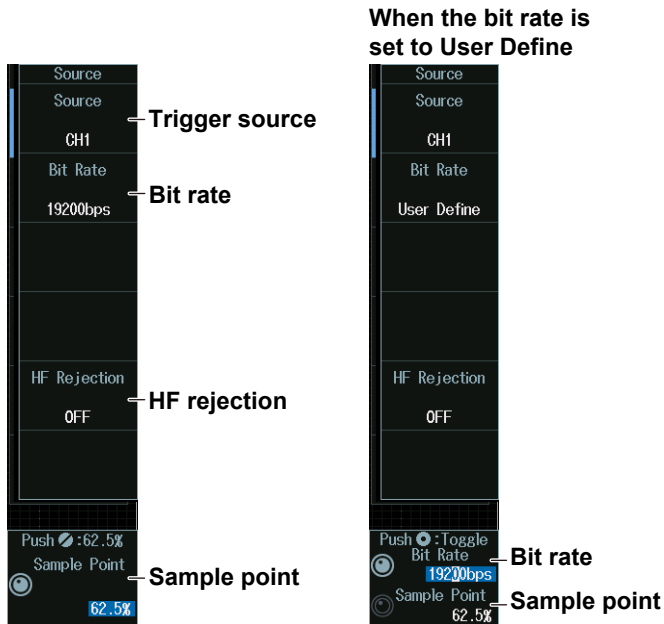 When the bit rate is
set to User Define
Source
Source
CH1
Trigger source
Bit Rate
19200bps
Bit rate
HF Rejection
OFF
HF rejection
Push :62.5%
Sample Point
62.5%
Sample point
Source
Source
CH1
Bit Rate
User Define
HF Rejection
OFF
Push :Toggle
Bit Rate
19200bps
Bit rate
Sample Point
62.5%
Sample point